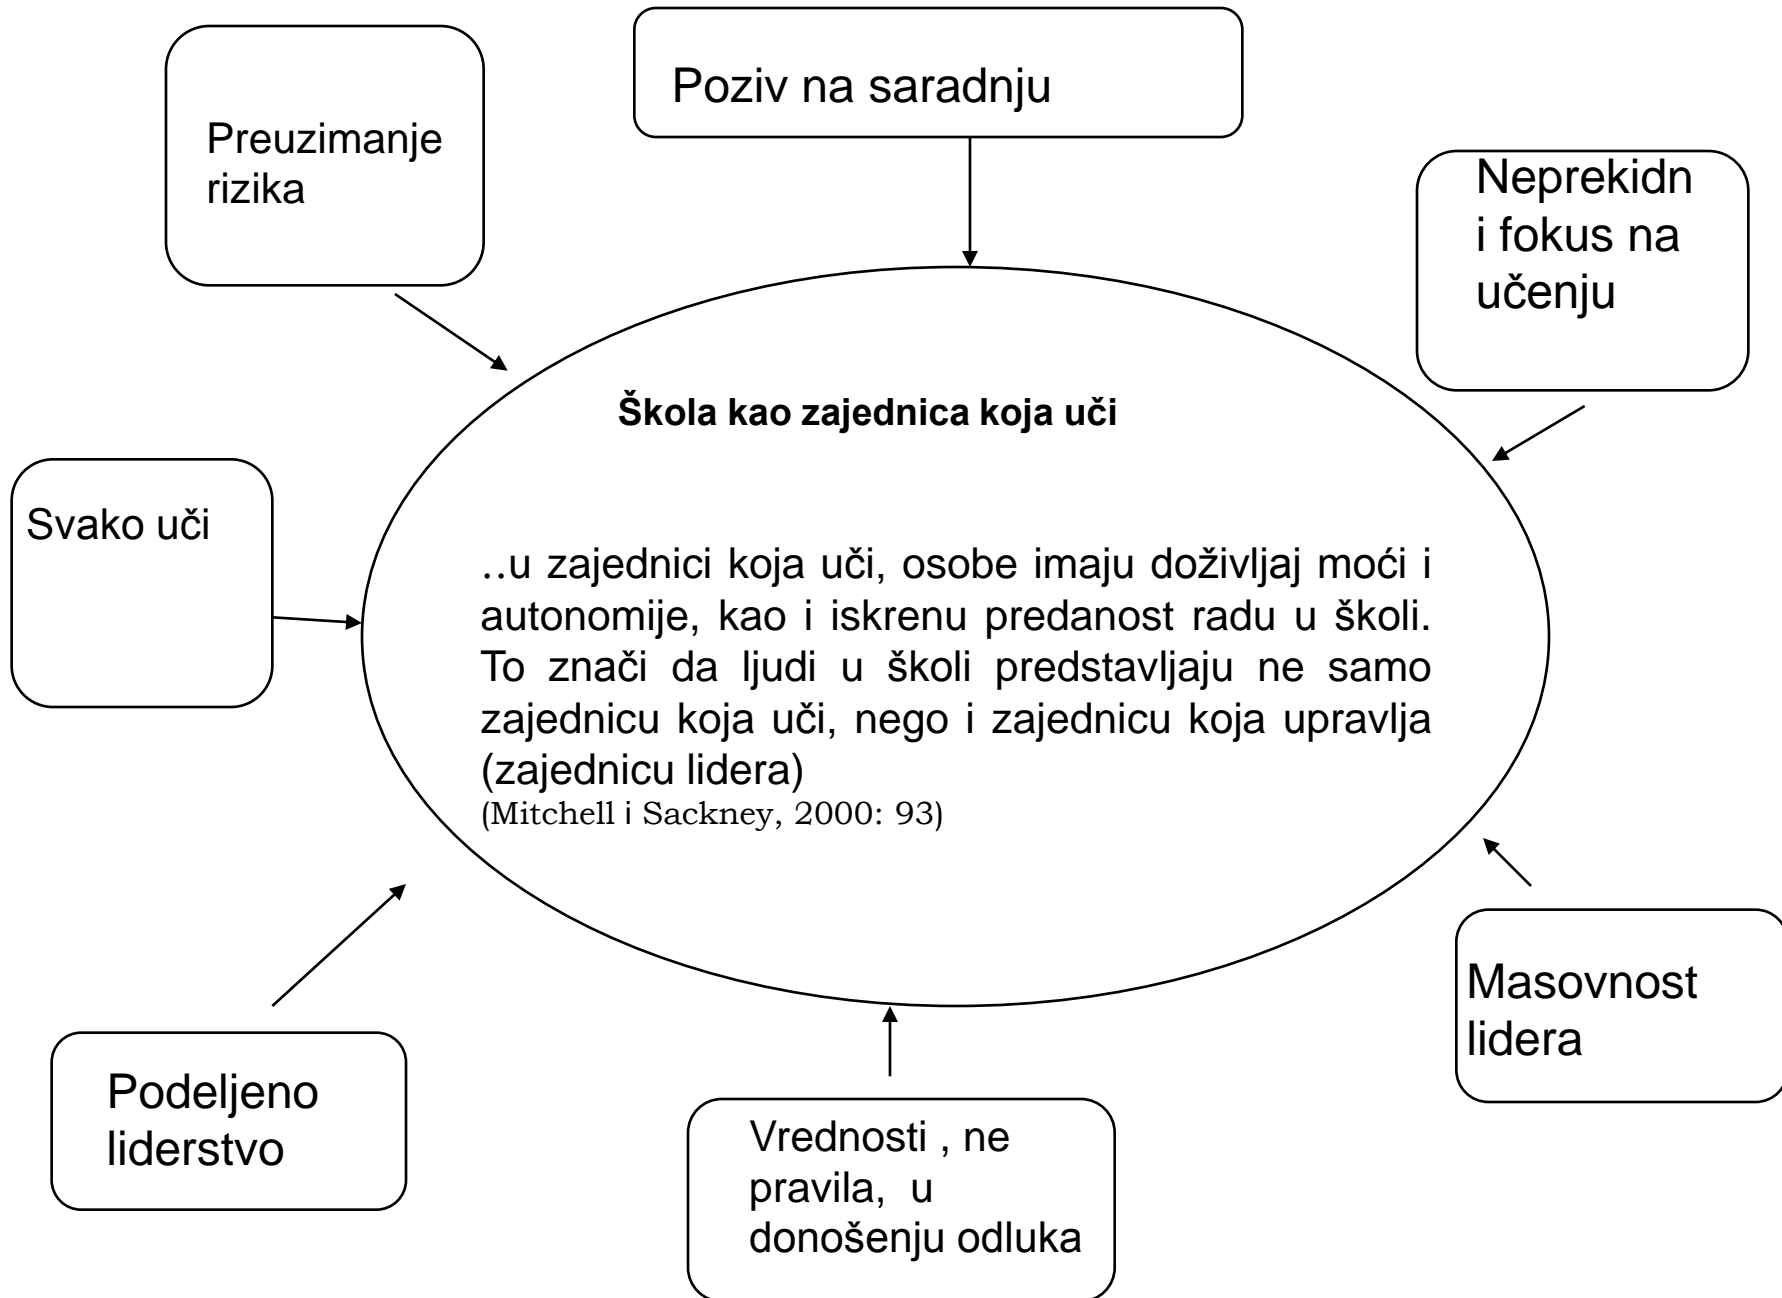 Poziv na saradnju
Preuzimanje
rizika
Neprekidn
i fokus na
učenju
Škola kao zajednica koja uči
Svako uči
..u zajednici koja uči, osobe imaju doživljaj moći i
autonomije, kao i iskrenu predanost radu u školi.
To znači da ljudi u školi predstavljaju ne samo
zajednicu koja uči, nego i zajednicu koja upravlja
(zajednicu lidera)
(Mitchell i Sackney, 2000: 93)
Masovnost
lidera
Podeljeno
liderstvo
Vrednosti , ne
pravila, u
donošenju odluka